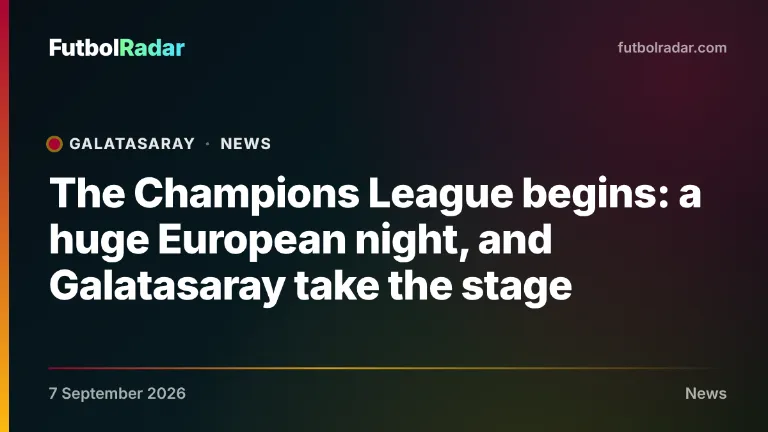 FutbolRadar
futbolradar.com
GALATASARAY · NEWS
The Champions League begins: a
huge European night, and
Galatasaray take the stage
7 September 2026
News